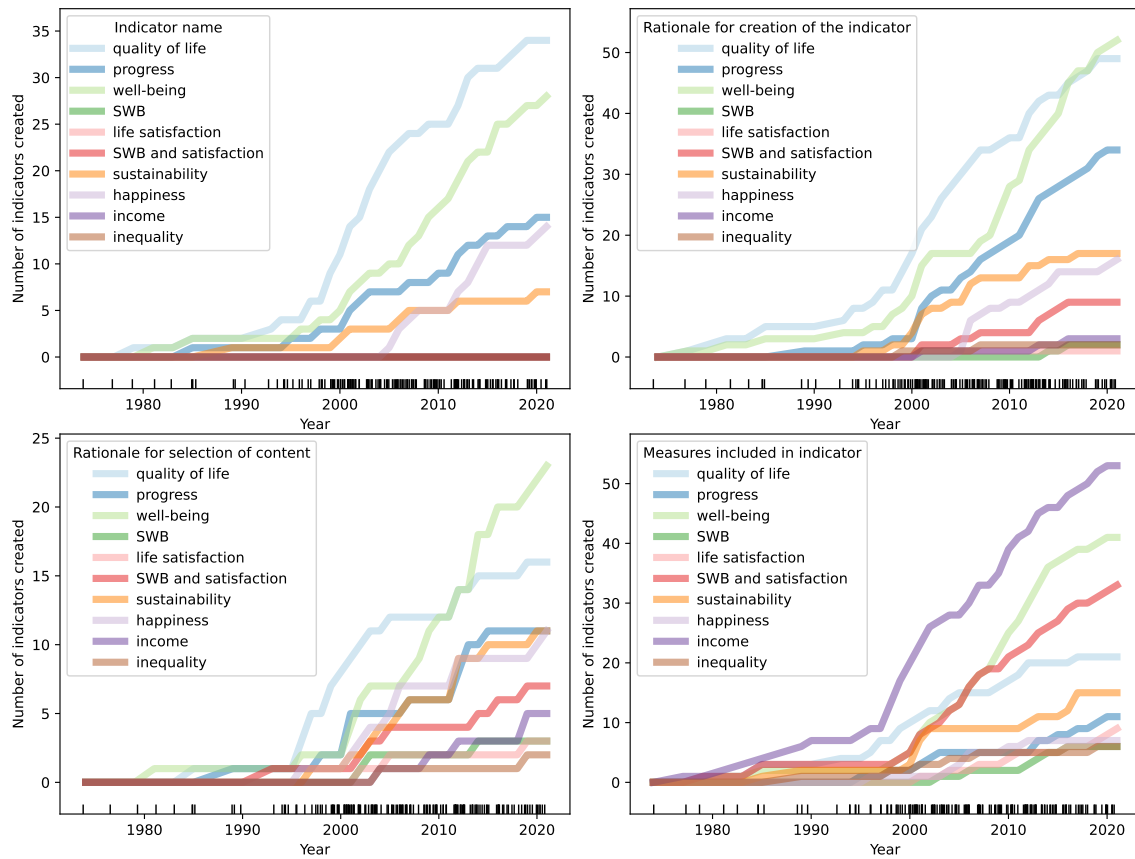 Indicator name
quality of life
progress
well-being
SWB
life satisfaction
SWB and satisfaction
sustainability
happiness
income
inequality
Number of indicators created
35
30
25
20
15
10
5
0
1980 1990 2000 2010 2020
Year
Rationale for creation of the indicator
quality of life
progress
well-being
SWB
life satisfaction
SWB and satisfaction
sustainability
happiness
income
inequality
Number of indicators created
50
40
30
20
10
0
1980 1990 2000 2010 2020
Year
Rationale for selection of content
quality of life
progress
well-being
SWB
life satisfaction
SWB and satisfaction
sustainability
happiness
income
inequality
Number of indicators created
25
20
15
10
5
0
1980 1990 2000 2010 2020
Year
Measures included in indicator
quality of life
progress
well-being
SWB
life satisfaction
SWB and satisfaction
sustainability
happiness
income
inequality
Number of indicators created
50
40
30
20
10
0
1980 1990 2000 2010 2020
Year